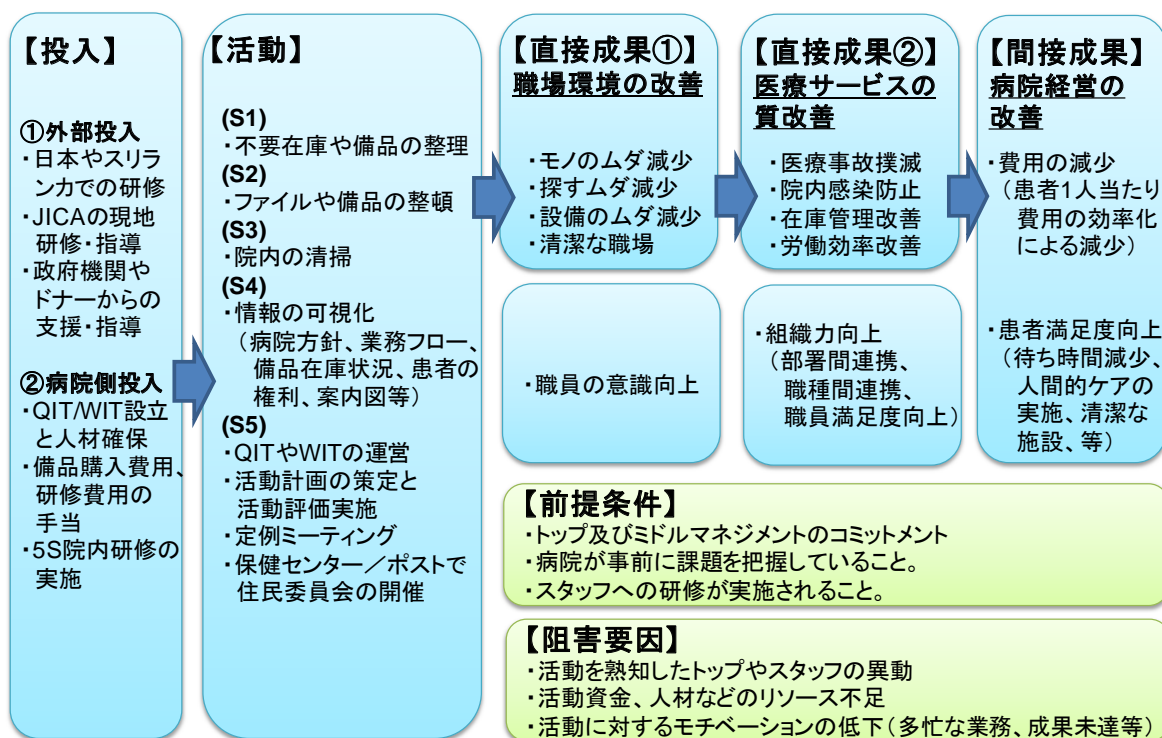 【投入】
①外部投入
・日本やスリラ
ンカでの研修
・JICAの現地
研修・指導
・政府機関や
ドナーからの
支援・指導
②病院側投入
・QIT/WIT設立
と人材確保
・備品購入費用、
研修費用の
手当
・5S院内研修の
実施
【活動】
(S1)
・不要在庫や備品の整理
(S2)
・ファイルや備品の整頓
(S3)
・院内の清掃
(S4)
・情報の可視化
（病院方針、業務フロー、
備品在庫状況、患者の
権利、案内図等）
(S5)
・QITやWITの運営
・活動計画の策定と
活動評価実施
・定例ミーティング
・保健センター／ポストで
住民委員会の開催
【直接成果①】
職場環境の改善
・モノのムダ減少
・探すムダ減少
・設備のムダ減少
・清潔な職場
・職員の意識向上
【直接成果②】
医療サービスの
質改善
・医療事故撲滅
・院内感染防止
・在庫管理改善
・労働効率改善
・組織力向上
（部署間連携、
職種間連携、
職員満足度向上）
【間接成果】
病院経営の
改善
・費用の減少
（患者1人当たり
費用の効率化
による減少）
・患者満足度向上
（待ち時間減少、
人間的ケアの
実施、清潔な
施設、等）
【前提条件】
・トップ及びミドルマネジメントのコミットメント
・病院が事前に課題を把握していること。
・スタッフへの研修が実施されること。
【阻害要因】
・活動を熟知したトップやスタッフの異動
・活動資金、人材などのリソース不足
・活動に対するモチベーションの低下（多忙な業務、成果未達等）